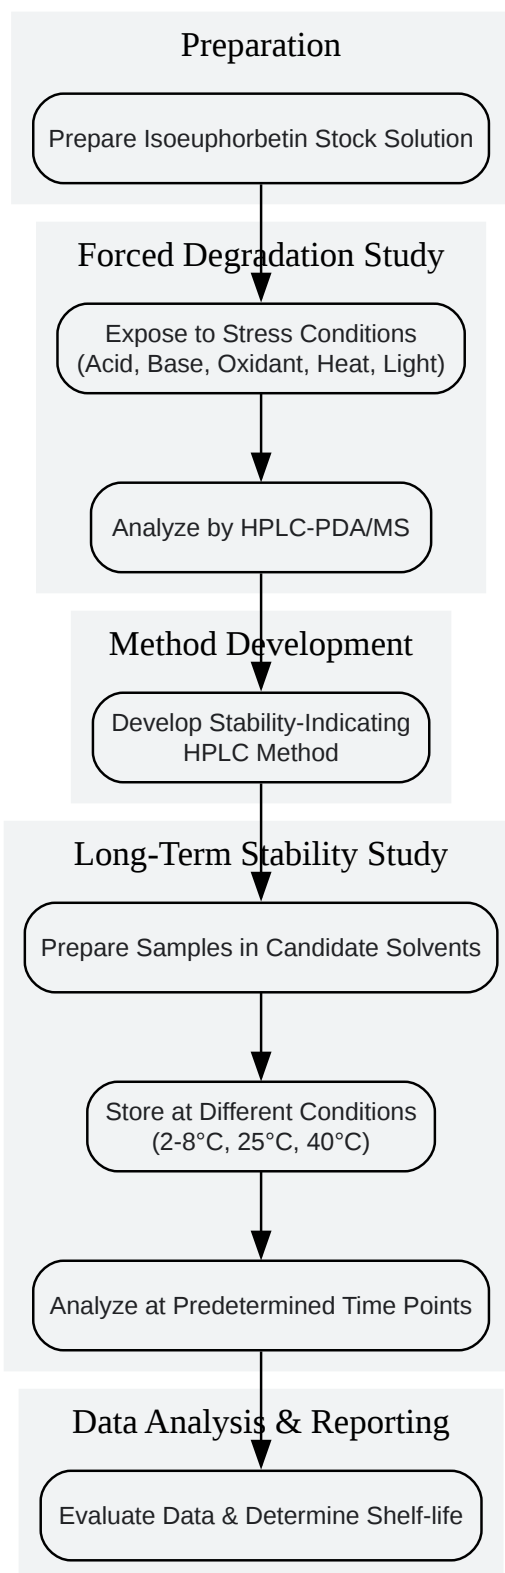 Preparation
Prepare Isoeuphorbetin Stock Solution
Forced Degradation Study
Expose to Stress Conditions
(Acid, Base, Oxidant, Heat, Light)
Analyze by HPLC-PDA/MS
Method Development
Develop Stability-Indicating
HPLC Method
Long-Term Stability Study
Prepare Samples in Candidate Solvents
Store at Different Conditions
(2-8°C, 25°C, 40°C)
Analyze at Predetermined Time Points
Data Analysis & Reporting
Evaluate Data & Determine Shelf-life